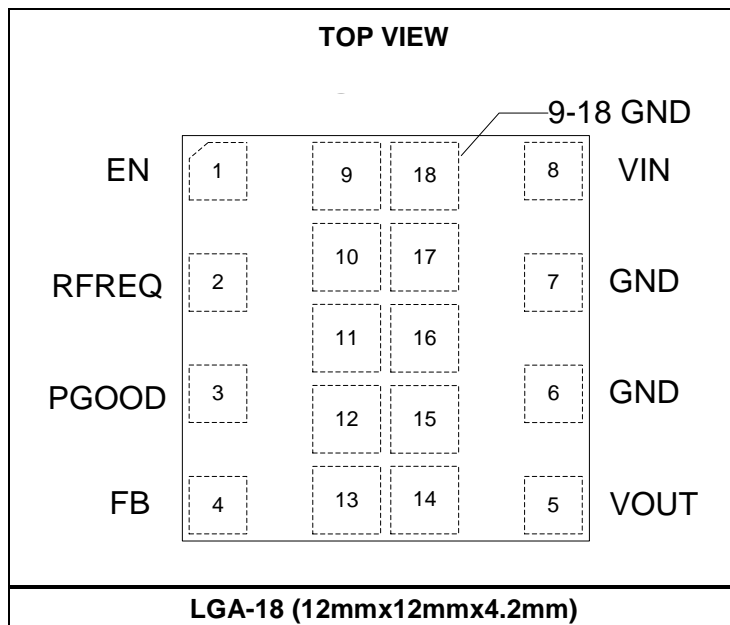 TOP VIEW
9-18 GND
EN 1 9 18 8 VIN
10 17
RFREQ 2 7 GND
11 16
PGOOD 3 6 GND
12 15
FB 4 13 14 5 VOUT
LGA-18 (12mmx12mmx4.2mm)